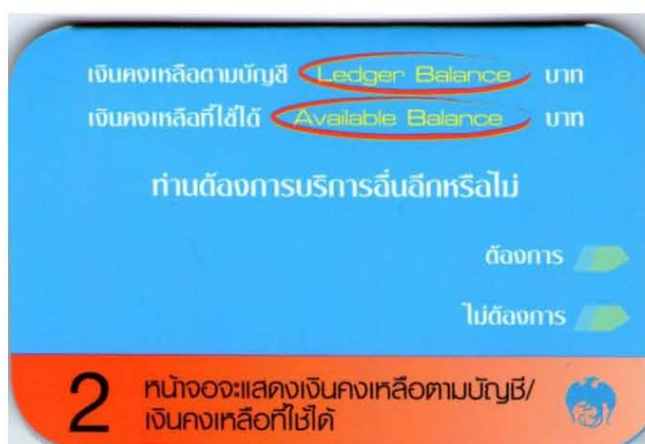 เงินคงเหลือตามบัญชี Ledger Balance บาท
เงินคงเหลือที่ใช้ได้ Available Balance บาท
ท่านต้องการบริการอื่นอีกหรือไม่
ต้องการ
ไม่ต้องการ
2 หน้าจอจะแสดงเงินคงเหลือตามบัญชี/
เงินคงเหลือที่ใช้ได้